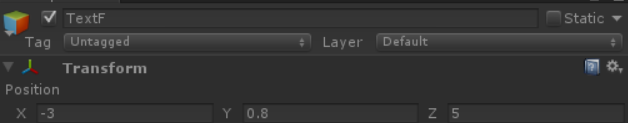 TextF Static
Tag Untagged Layer Default
Transform
Position
X -3 Y 0.8 Z 5